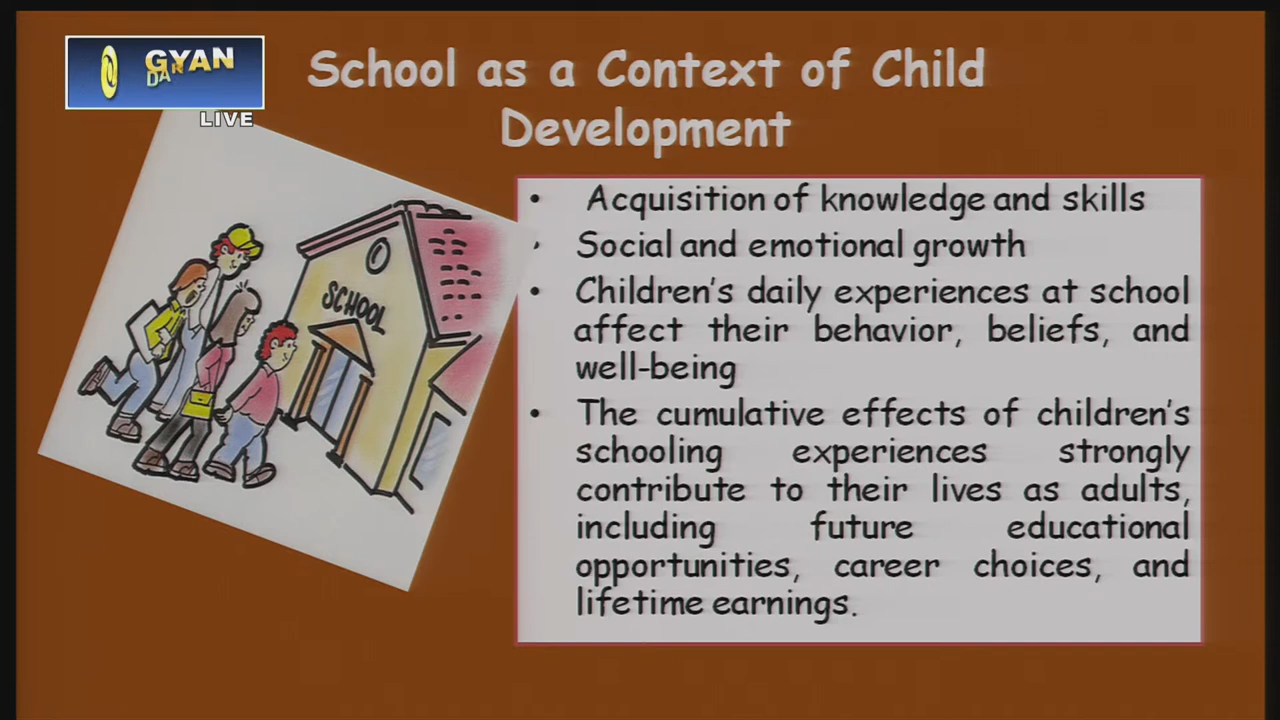 GYAN
DAR
LIVE
School as a Context of Child
Development
SCHOOL
• Acquisition of knowledge and skills
• Social and emotional growth
• Children's daily experiences at school
affect their behavior, beliefs, and
well-being
• The cumulative effects of children's
schooling experiences strongly
contribute to their lives as adults,
including future educational
opportunities, career choices, and
lifetime earnings.